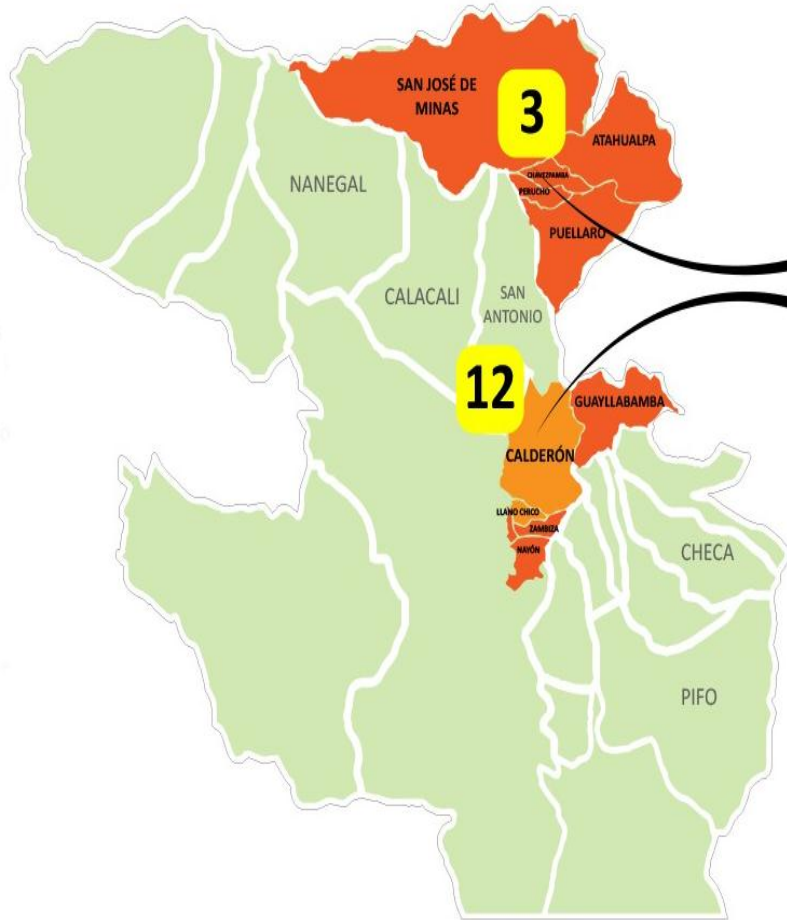 SAN JOSÉ DE
MINAS
3
ATAHUALPA
CHAVEZPAMBA
PERUCHO
NANEGAL
PUELLARO
CALACALI
SAN
ANTONIO
12
GUAYLLABAMBA
CALDERÓN
LLANO CHICO
ZAMBIZA
NAYÓN
CHECA
PIFO